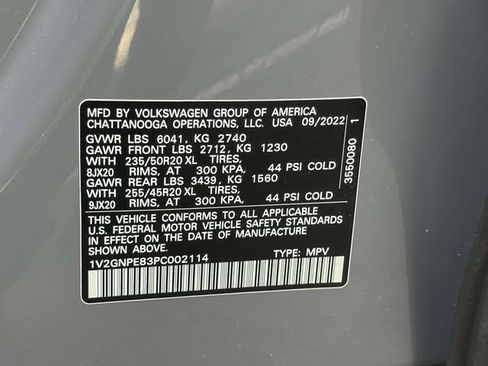 MFD BY VOLKSWAGEN GROUP OF AMERICA
CHATTANOOGA OPERATIONS, LLC. USA 09/2022
GVWR LBS 6041, KG 2740
GAWR FRONT LBS 2712, KG 1230
WITH 235/50R20 XL TIRES,
8JX20 RIMS, AT 300 KPA, 44 PSI COLD
GAWR REAR LBS 3439, KG 1560
WITH 255/45R20 XL TIRES,
9JX20 RIMS, AT 300 KPA, 44 PSI COLD
THIS VEHICLE CONFORMS TO ALL APPLICABLE
U.S. FEDERAL MOTOR VEHICLE SAFETY STANDARDS
IN EFFECT ON THE DATE OF MANUFACTURE
SHOWN ABOVE.
1V2GNPE83PC002114 TYPE: MPV
3550080 1